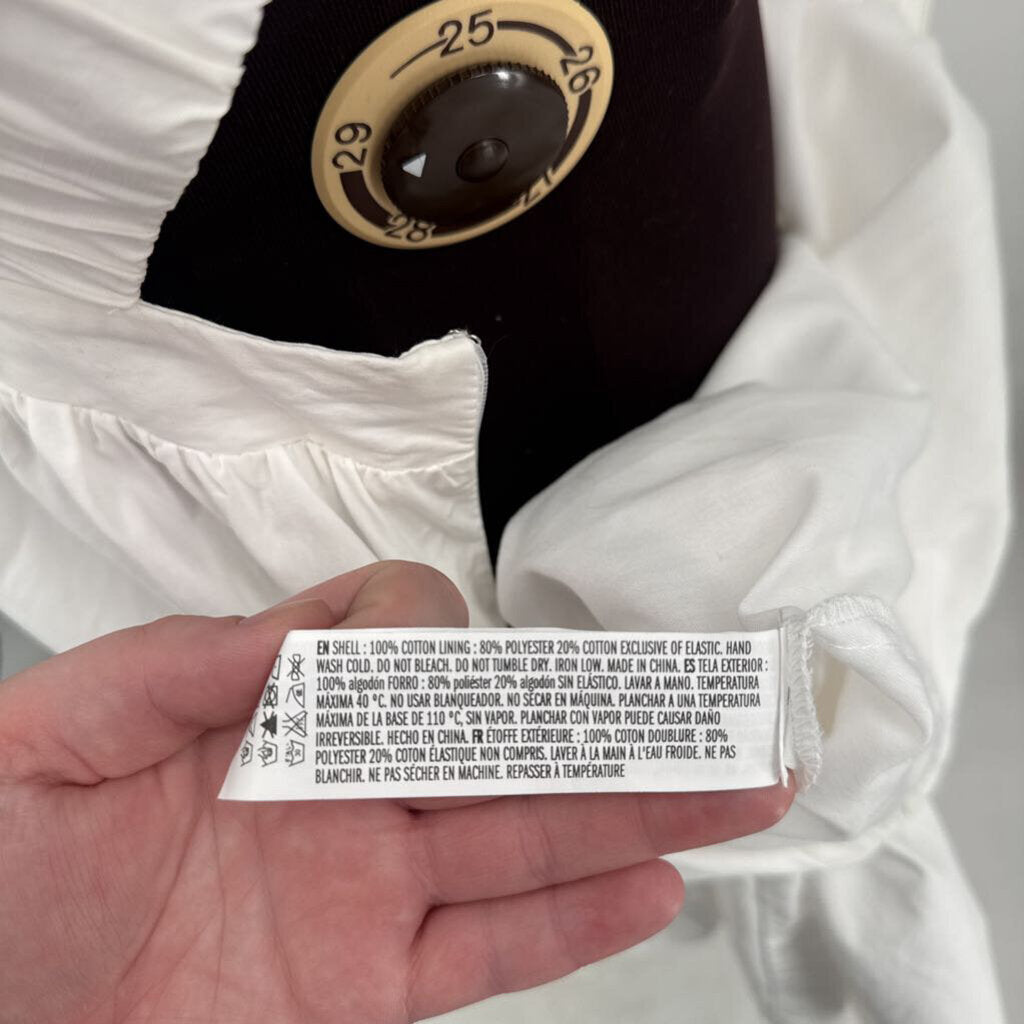 25
26
29
27
28
EN SHELL : 100% COTTON LINING : 80% POLYESTER 20% COTTON EXCLUSIVE OF ELASTIC. HAND
WASH COLD. DO NOT BLEACH. DO NOT TUMBLE DRY. IRON LOW. MADE IN CHINA. ES TELA EXTERIOR :
100% algodón FORRO : 80% poliéster 20% algodón SIN ELÁSTICO. LAVAR A MANO. TEMPERATURA
MÁXIMA 40 °C. NO USAR BLANQUEADOR. NO SÉCAR EN MÁQUINA. PLANCHAR A UNA TEMPERATURA
MÁXIMA DE LA BASE DE 110 °C, SIN VAPOR. PLANCHAR CON VAPOR PUEDE CAUSAR DAÑO
IRREVERSIBLE. HECHO EN CHINA. FR ÉTOFFE EXTÉRIEURE : 100% COTON DOUBLURE : 80%
POLYESTER 20% COTON ÉLASTIQUE NON COMPRIS. LAVER À LA MAIN À L'EAU FROIDE. NE PAS
BLANCHIR. NE PAS SÉCHER EN MACHINE. REPASSER À TEMPÉRATURE